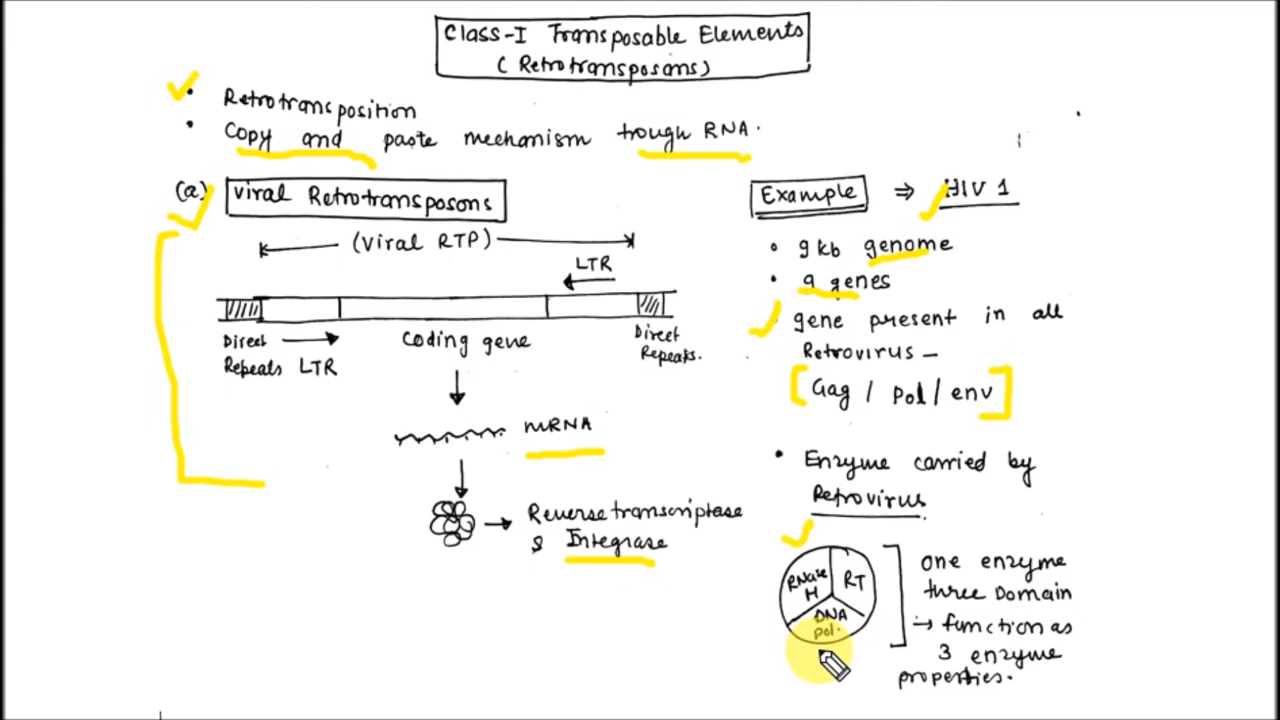 Class-I Transposable Elements
(Retrotransposans)
• Retrotransposition
• Copy and paste mechanism trough RNA.
(a) Viral Retrotransposons
(Viral RTP)
LTR
Direct
Repeats LTR
Coding gene
Direct
Repeats.
mRNA
→ Reversetranscriptase
& Integrase
Example ⇒ HIV 1
• 9 kb genome
• 9 genes
gene present in all
Retrovirus –
[Gag / pol / env]
• Enzyme carried by
Retrovirus.
RNase
H
RT
DNA
pol.
one enzyme
three Domain
→ function as
3 enzyme
properties.